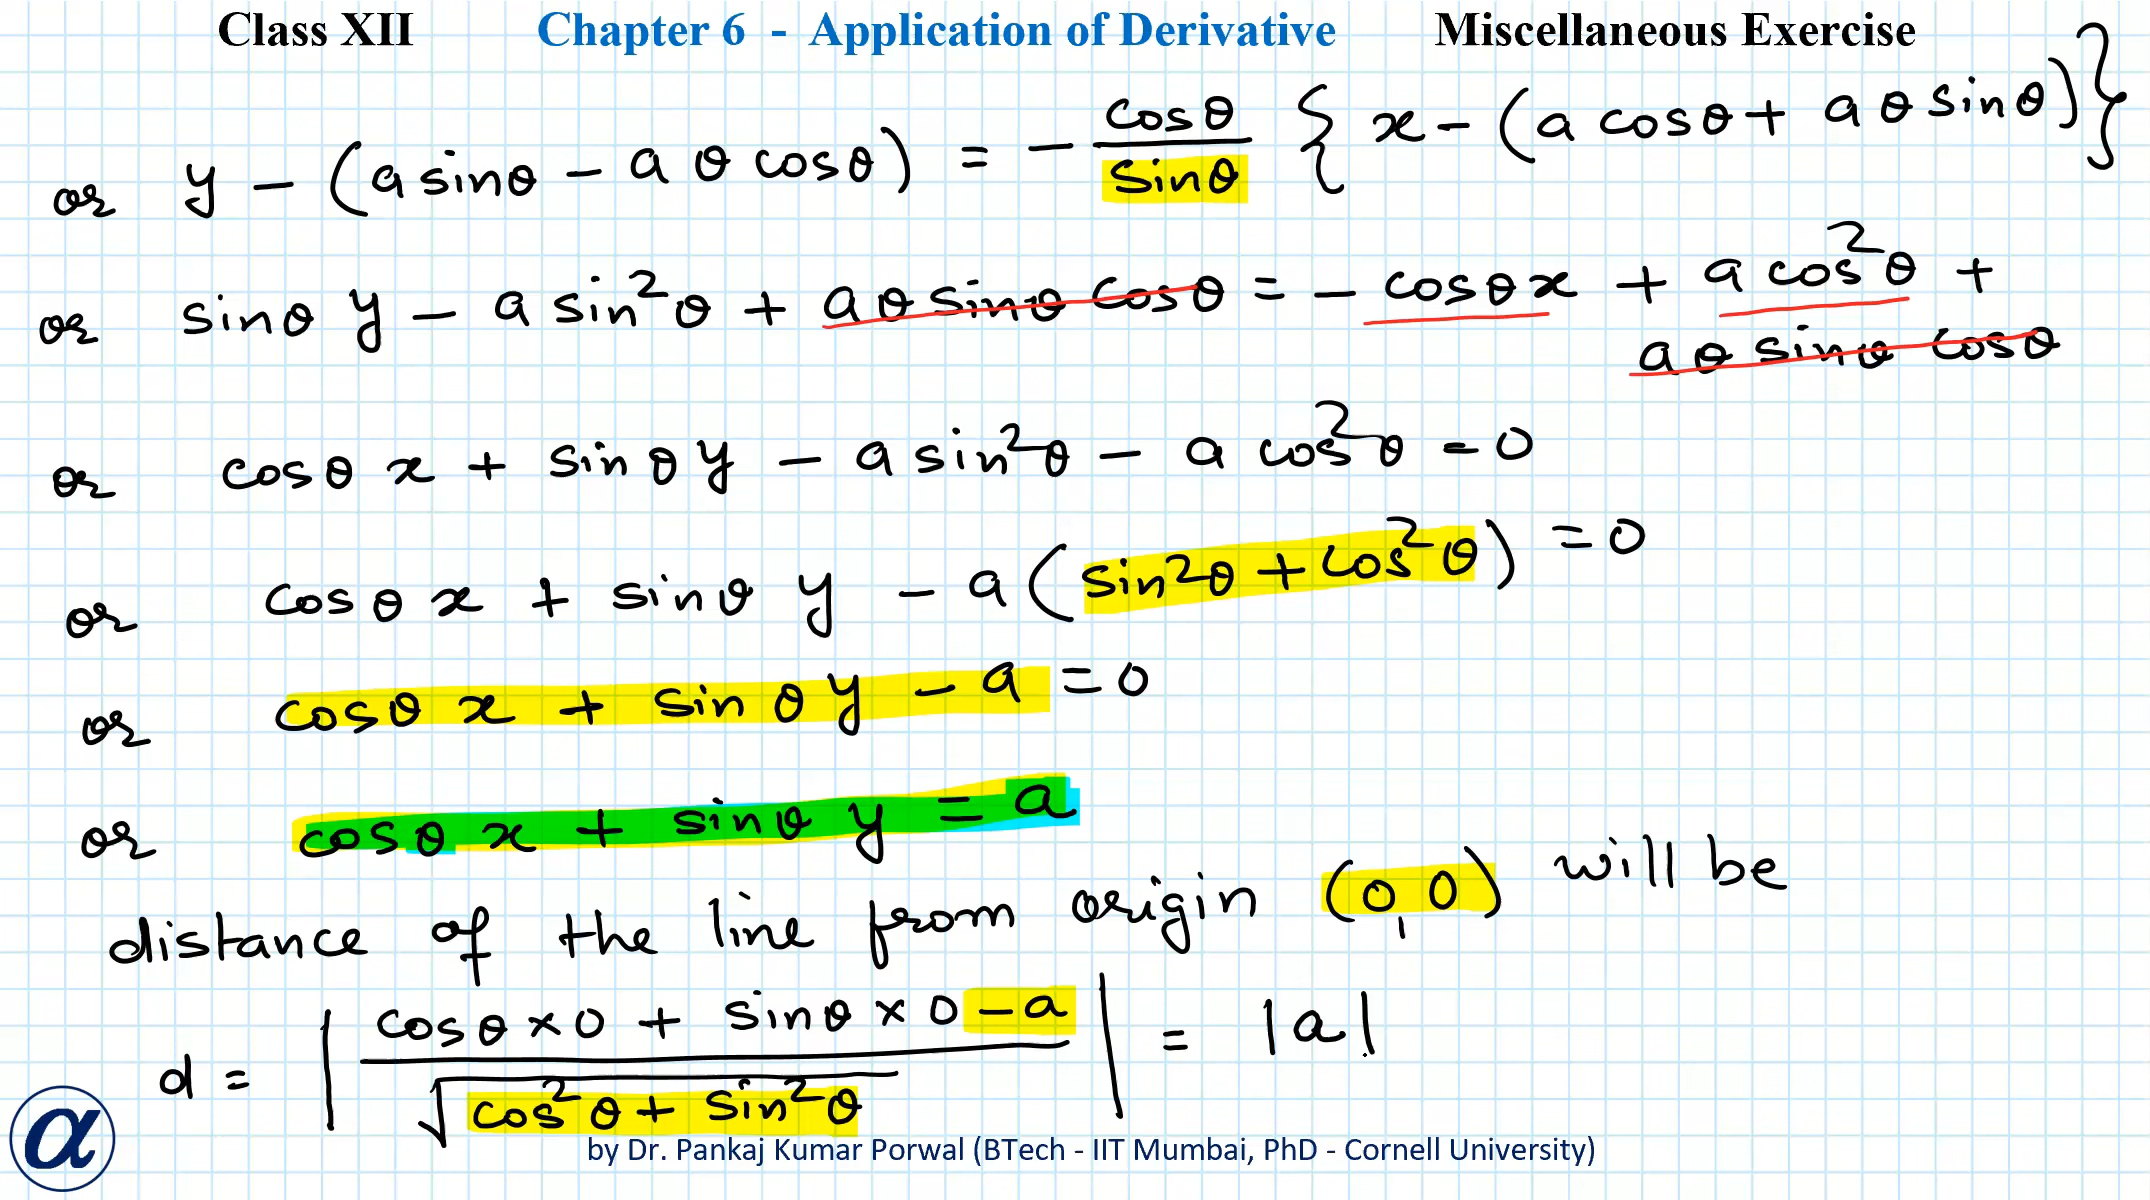 Class XII Chapter 6 - Application of Derivative Miscellaneous Exercise
or y - (a sinθ - a θ cosθ) = - cosθ/sinθ { x - (a cosθ + a θ sinθ) }
or sinθ y - a sin²θ + aθ sinθ cosθ = - cosθ x + a cos²θ +
aθ sinθ cosθ
or cosθ x + sinθ y - a sin²θ - a cos²θ = 0
or cosθ x + sinθ y - a (sin²θ + cos²θ) = 0
or cosθ x + sinθ y - a = 0
or cosθ x + sinθ y = a
distance of the line from origin (0,0) will be
d = | (cosθ × 0 + sinθ × 0 - a) / √(cos²θ + sin²θ) | = |a|
α
by Dr. Pankaj Kumar Porwal (BTech - IIT Mumbai, PhD - Cornell University)